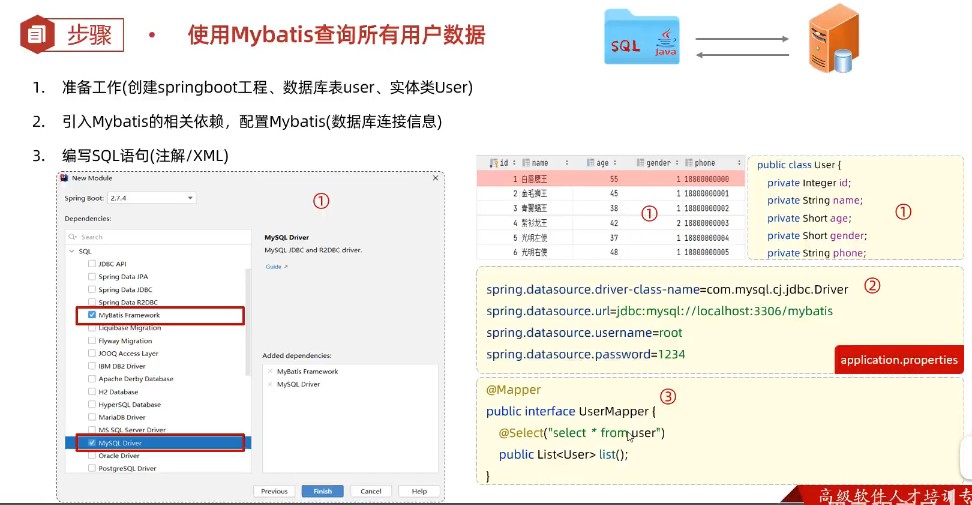 步骤
使用Mybatis查询所有用户数据
SQL
Java
1. 准备工作(创建springboot工程、数据库表user、实体类User)
2. 引入Mybatis的相关依赖，配置Mybatis(数据库连接信息)
3. 编写SQL语句(注解/XML)
New Module
Spring Boot: 2.7.4
①
Dependencies:
Search
SQL
JDBC API
Spring Data JPA
Spring Data JDBC
Spring Data R2DBC
MyBatis Framework
Liquibase Migration
Flyway Migration
JOOQ Access Layer
IBM DB2 Driver
Apache Derby Database
H2 Database
HyperSQL Database
MariaDB Driver
MS SQL Server Driver
MySQL Driver
Oracle Driver
PostgreSQL Driver
MySQL Driver
MySQL JDBC and R2DBC driver.
Guide ↗
Added dependencies:
× MyBatis Framework
× MySQL Driver
Previous
Finish
Cancel
Help
id name age gender phone
1 白眉鹰王 55 1 18800000000
2 金毛狮王 45 1 18800000001
3 青翼蝠王 38 1 18800000002
4 紫衫龙王 42 2 18800000003
5 光明左使 37 1 18800000004
6 光明右使 48 1 18800000005
①
public class User {
private Integer id;
private String name;
private Short age;
private Short gender;
private String phone;
①
spring.datasource.driver-class-name=com.mysql.cj.jdbc.Driver
spring.datasource.url=jdbc:mysql://localhost:3306/mybatis
spring.datasource.username=root
spring.datasource.password=1234
②
application.properties
@Mapper
public interface UserMapper {
@Select("select * from user")
public List<User> list();
}
③
高级软件人才培训专